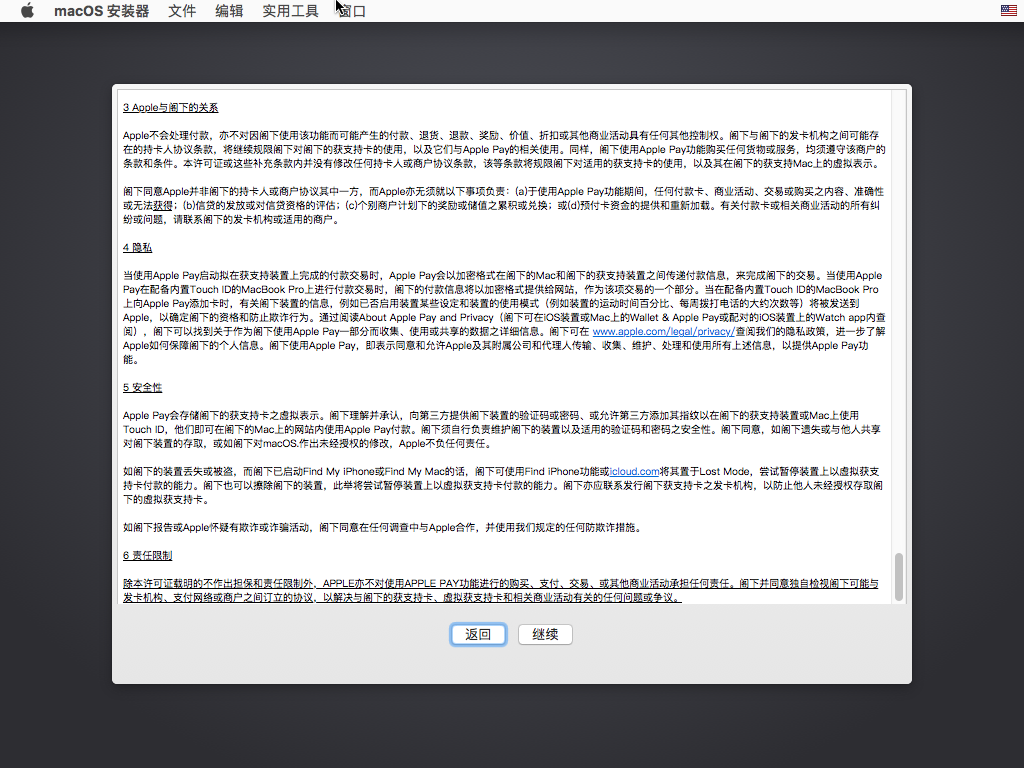 macOS 安装器 文件 编辑 实用工具 窗口
3 Apple与阁下的关系
Apple不会处理付款，亦不对因阁下使用该功能而可能产生的付款、退货、退款、奖励、价值、折扣或其他商业活动具有任何其他控制权。阁下与阁下的发卡机构之间可能存
在的持卡人协议条款，将继续规限阁下对阁下的获支持卡的使用，以及它们与Apple Pay的相关使用。同样，阁下使用Apple Pay功能购买任何货物或服务，均须遵守该商户的
条款和条件。本许可证或这些补充条款内并没有修改任何持卡人或商户协议条款，该等条款将规限阁下对适用的获支持卡的使用，以及其在阁下的获支持Mac上的虚拟表示。
阁下同意Apple并非阁下的持卡人或商户协议其中一方，而Apple亦无须就以下事项负责：(a)于使用Apple Pay功能期间，任何付款卡、商业活动、交易或购买之内容、准确性
或无法获得；(b)信贷的发放或对信贷资格的评估；(c)个别商户计划下的奖励或储值之累积或兑换；或(d)预付卡资金的提供和重新加载。有关付款卡或相关商业活动的所有纠
纷或问题，请联系阁下的发卡机构或适用的商户。
4 隐私
当使用Apple Pay启动拟在获支持装置上完成的付款交易时，Apple Pay会以加密格式在阁下的Mac和阁下的获支持装置之间传递付款信息，来完成阁下的交易。当使用Apple
Pay在配备内置Touch ID的MacBook Pro上进行付款交易时，阁下的付款信息将以加密格式提供给网站，作为该项交易的一个部分。当在配备内置Touch ID的MacBook Pro
上向Apple Pay添加卡时，有关阁下装置的信息，例如已否启用装置某些设定和装置的使用模式（例如装置的运动时间百分比、每周拨打电话的大约次数等）将被发送到
Apple，以确定阁下的资格和防止欺诈行为。通过阅读About Apple Pay and Privacy（阁下可在iOS装置或Mac上的Wallet & Apple Pay或配对的iOS装置上的Watch app内查
阅），阁下可以找到关于作为阁下使用Apple Pay一部分而收集、使用或共享的数据之详细信息。阁下可在 www.apple.com/legal/privacy/查阅我们的隐私政策，进一步了解
Apple如何保障阁下的个人信息。阁下使用Apple Pay，即表示同意和允许Apple及其附属公司和代理人传输、收集、维护、处理和使用所有上述信息，以提供Apple Pay功
能。
5 安全性
Apple Pay会存储阁下的获支持卡之虚拟表示。阁下理解并承认，向第三方提供阁下装置的验证码或密码、或允许第三方添加其指纹以在阁下的获支持装置或Mac上使用
Touch ID，他们即可在阁下的Mac上的网站内使用Apple Pay付款。阁下须自行负责维护阁下的装置以及适用的验证码和密码之安全性。阁下同意，如阁下遗失或与他人共享
对阁下装置的存取，或如阁下对macOS.作出未经授权的修改，Apple不负任何责任。
如阁下的装置丢失或被盗，而阁下已启动Find My iPhone或Find My Mac的话，阁下可使用Find iPhone功能或icloud.com将其置于Lost Mode，尝试暂停装置上以虚拟获支
持卡付款的能力。阁下也可以擦除阁下的装置，此举将尝试暂停装置上以虚拟获支持卡付款的能力。阁下亦应联系发行阁下获支持卡之发卡机构，以防止他人未经授权存取阁
下的虚拟获支持卡。
如阁下报告或Apple怀疑有欺诈或诈骗活动，阁下同意在任何调查中与Apple合作，并使用我们规定的任何防欺诈措施。
6 责任限制
除本许可证载明的不作出担保和责任限制外，APPLE亦不对使用APPLE PAY功能进行的购买、支付、交易、或其他商业活动承担任何责任。阁下并同意独自检视阁下可能与
发卡机构、支付网络或商户之间订立的协议，以解决与阁下的获支持卡、虚拟获支持卡和相关商业活动有关的任何问题或争议。
返回 继续